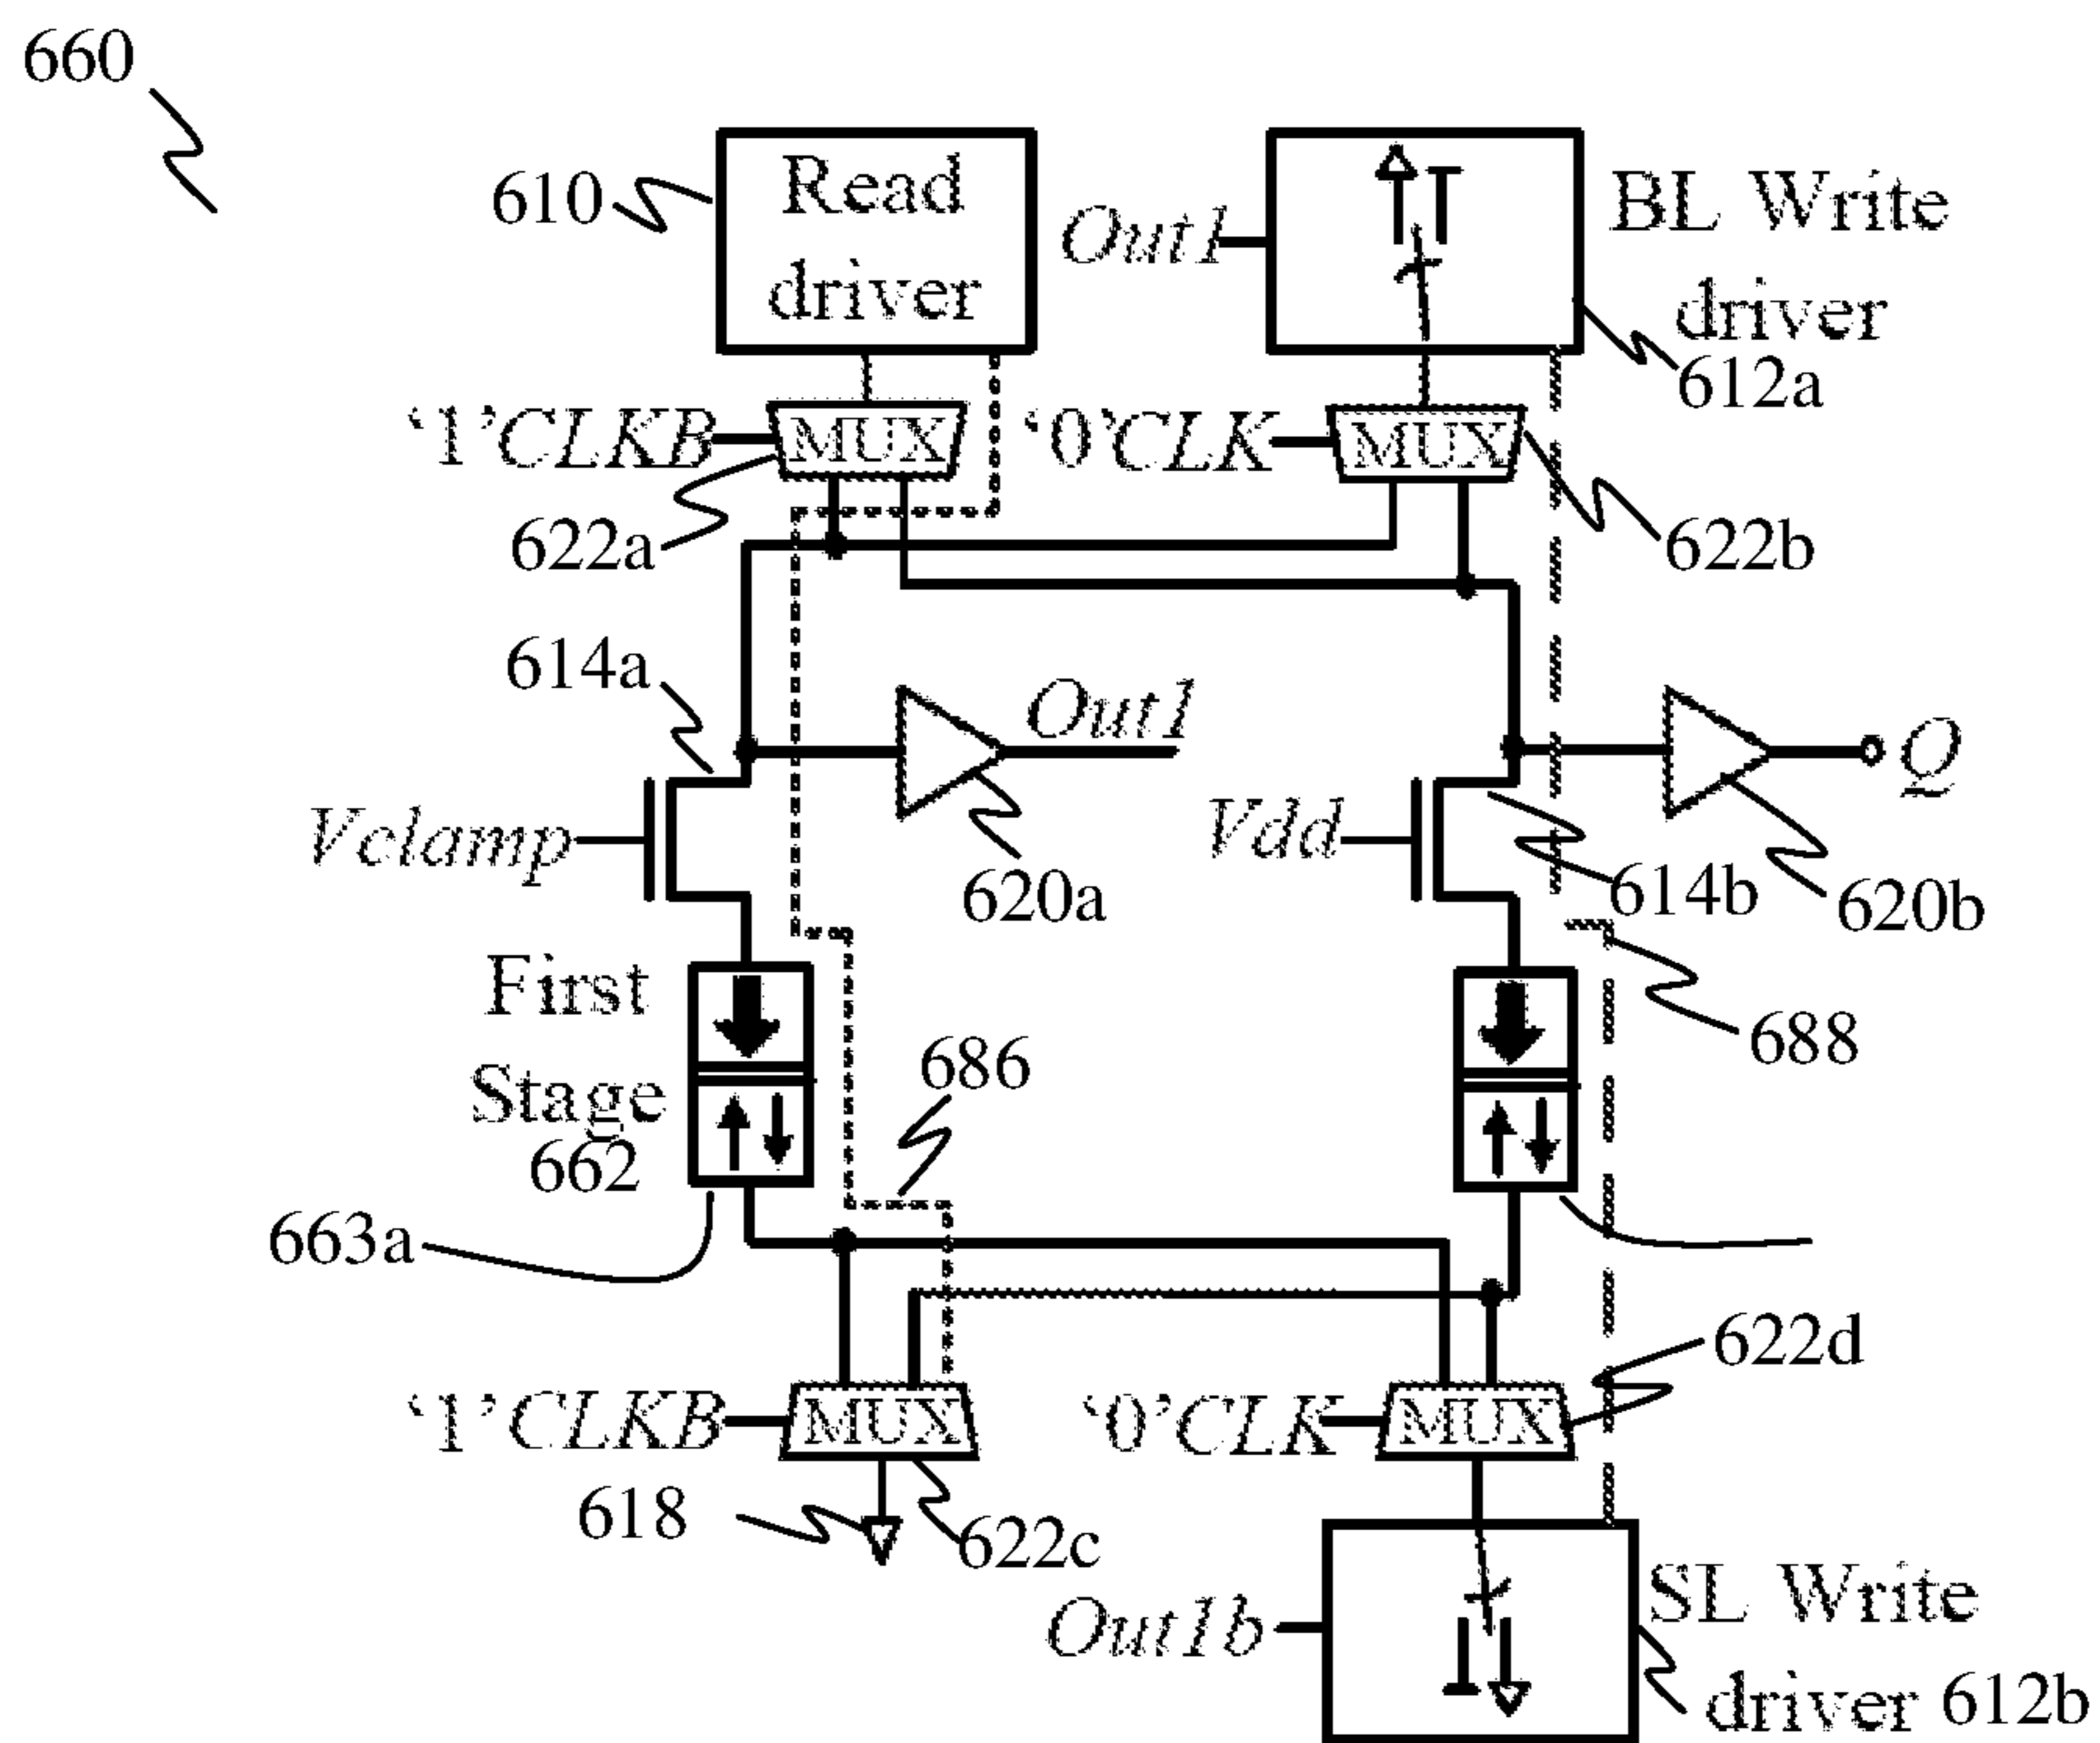 660
610
Read
driver
Out1
BL Write
driver
612a
‘1’CLKB
MUX
‘0’CLK
MUX
622a
622b
614a
Out1
Q
Vclamp
Vdd
620a
614b
620b
First
Stage
662
686
688
663a
622d
‘1’CLKB
MUX
‘0’CLK
MUX
618
622c
Out1b
SL Write
driver 612b